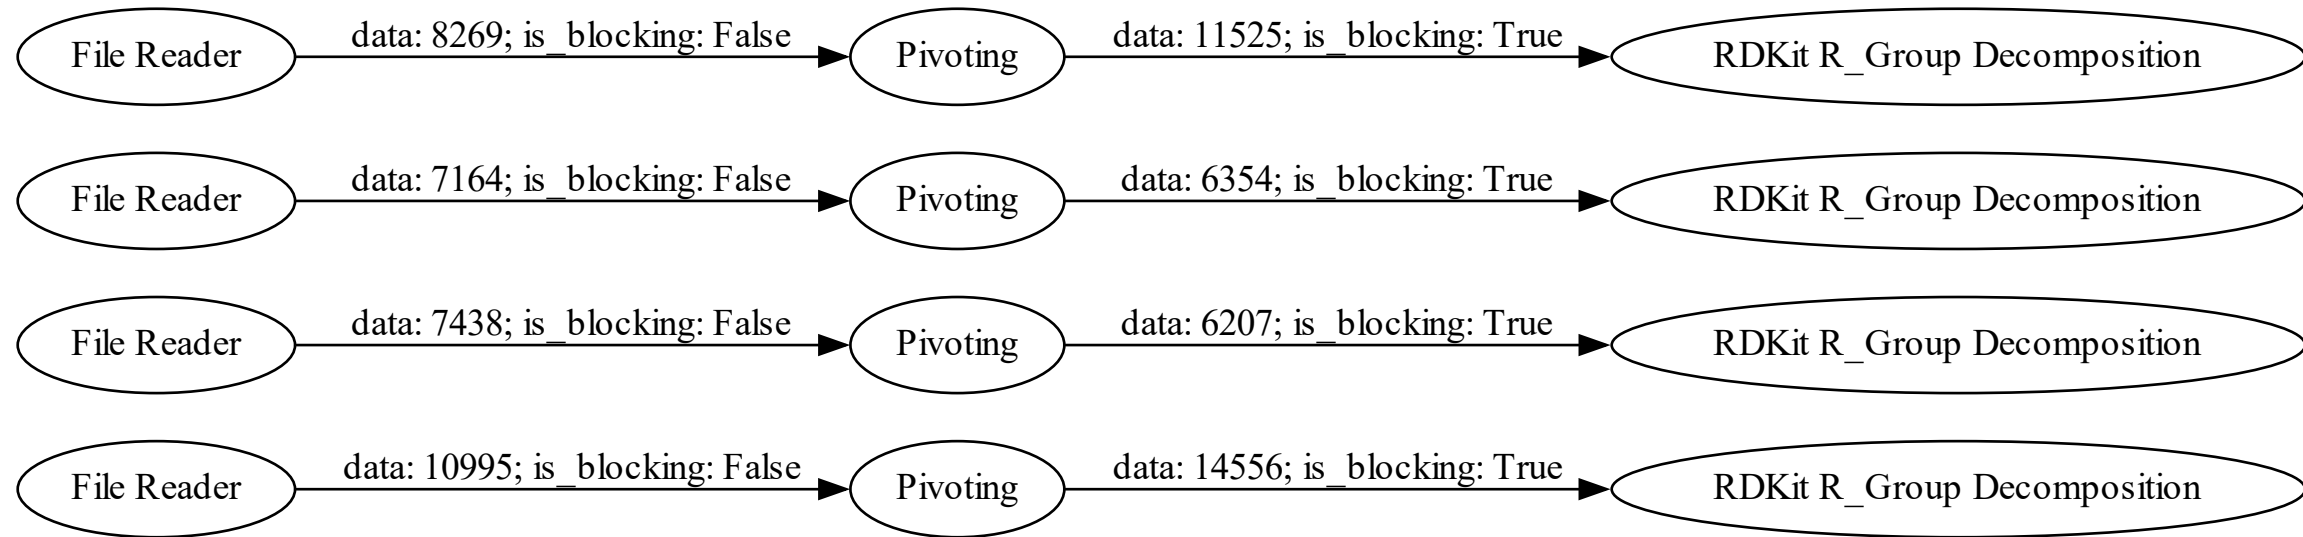 File Reader data: 8269; is_blocking: False Pivoting data: 11525; is_blocking: True RDKit R_Group Decomposition
File Reader data: 7164; is_blocking: False Pivoting data: 6354; is_blocking: True RDKit R_Group Decomposition
File Reader data: 7438; is_blocking: False Pivoting data: 6207; is_blocking: True RDKit R_Group Decomposition
File Reader data: 10995; is_blocking: False Pivoting data: 14556; is_blocking: True RDKit R_Group Decomposition